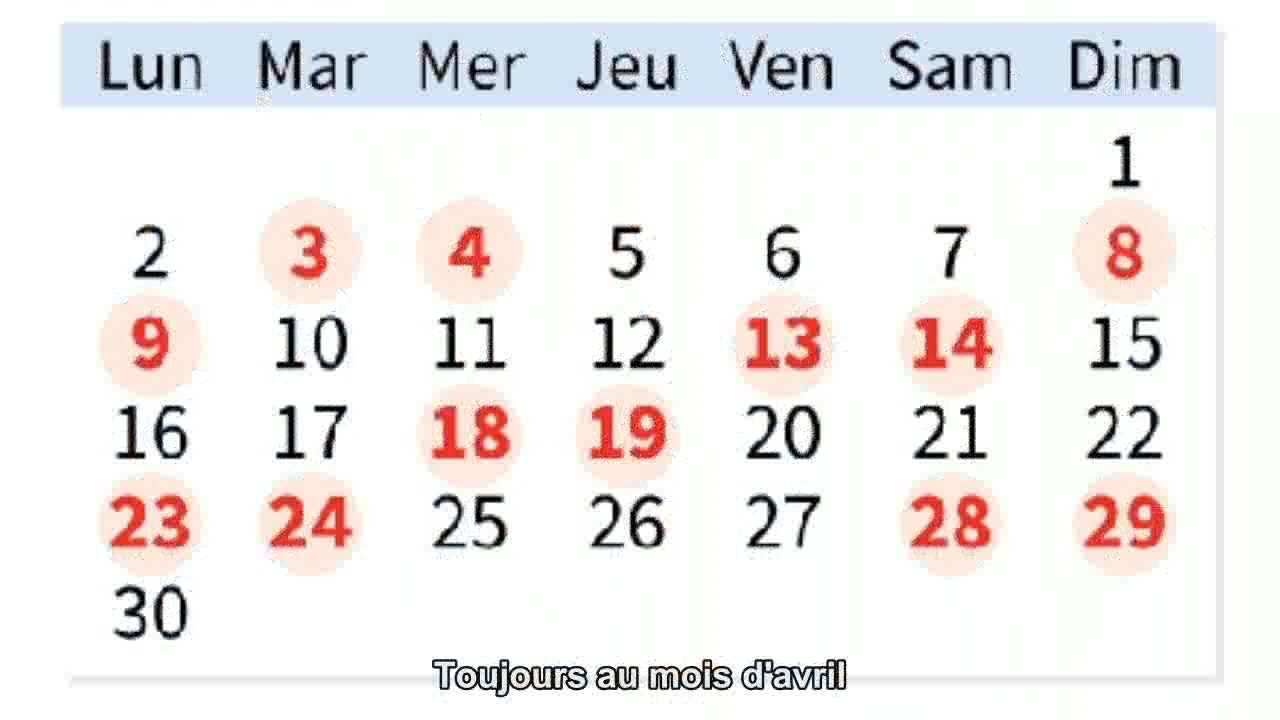 Lun Mar Mer Jeu Ven Sam Dim
1
2 3 4 5 6 7 8
9 10 11 12 13 14 15
16 17 18 19 20 21 22
23 24 25 26 27 28 29
30
Toujours au mois d'avril